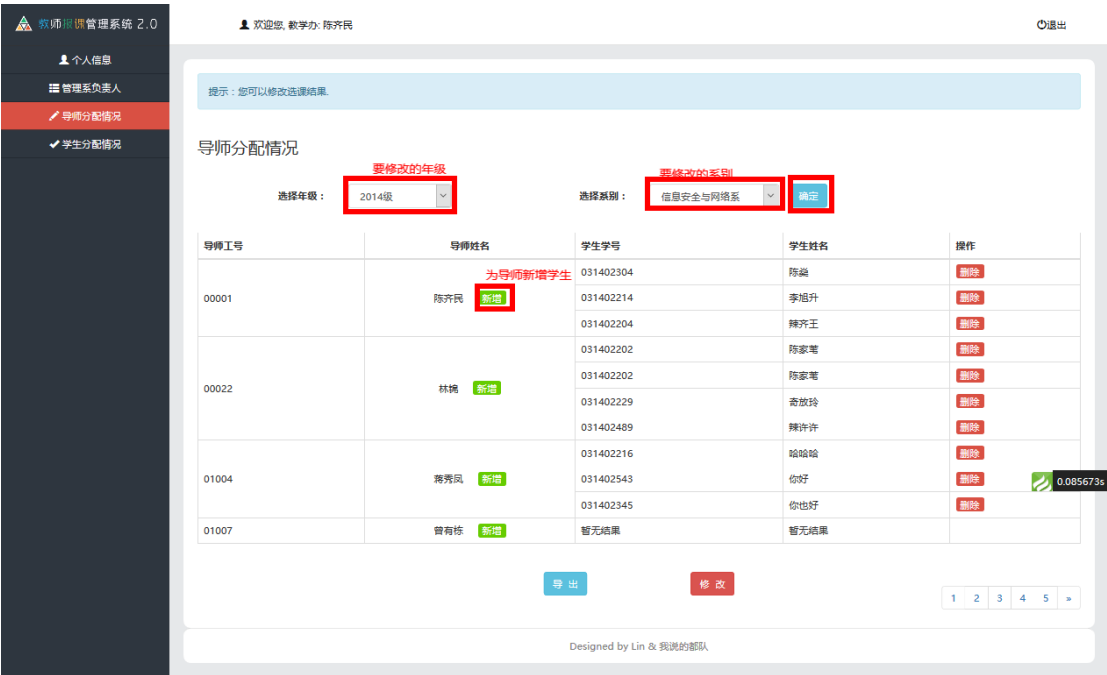 教师报课管理系统 2.0
欢迎您, 教学办: 陈齐民
退出
个人信息
管理系负责人
导师分配情况
学生分配情况
提示：您可以修改选课结果.
导师分配情况
要修改的年级
要修改的系别
选择年级：
2014级
选择系别：
信息安全与网络系
确定
导师工号 导师姓名 学生学号 学生姓名 操作
为导师新增学生
031402304 陈燊 删除
00001 陈齐民 新增 031402214 李旭升 删除
031402204 辣齐王 删除
031402202 陈家莺 删除
00022 林楒 新增 031402202 陈家莺 删除
031402229 奇放玲 删除
031402489 辣许许 删除
031402216 哈哈哈 删除
01004 蒋秀凤 新增 031402543 你好 删除
031402345 你也好 删除
01007 曾有栋 新增 暂无结果 暂无结果
0.085673s
导 出
修 改
1 2 3 4 5 »
Designed by Lin & 我说的都队